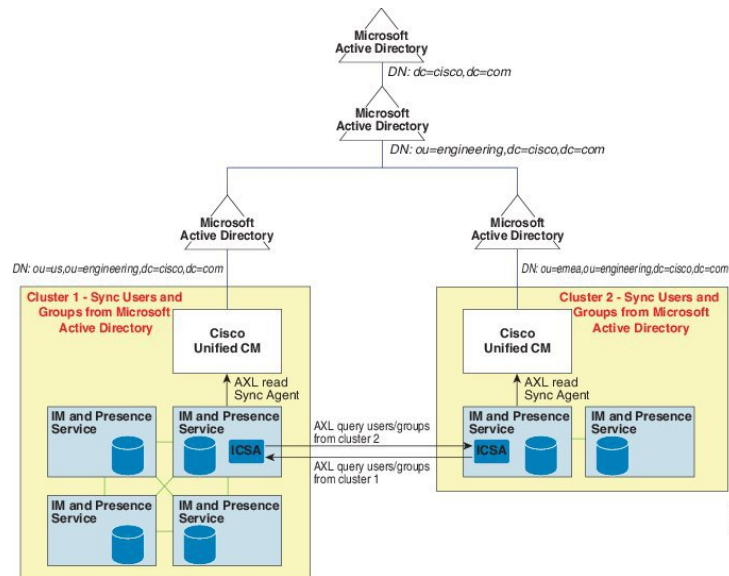 Microsoft
Active Directory
DN: dc=cisco,dc=com
Microsoft
Active Directory
DN: ou=engineering,dc=cisco,dc=com
Microsoft
Active Directory
Microsoft
Active Directory
DN: ou=us,ou=engineering,dc=cisco,dc=com
DN: ou=emea,ou=engineering,dc=cisco,dc=com
Cluster 1 - Sync Users and
Groups from Microsoft
Active Directory
Cisco
Unified CM
AXL read
Sync Agent
IM and Presence
Service
IM and Presence
Service
ICSA
IM and Presence
Service
IM and Presence
Service
AXL query users/groups
from cluster 2
AXL query users/groups
from cluster 1
Cluster 2 - Sync Users and
Groups from Microsoft
Active Directory
Cisco
Unified CM
AXL read
Sync Agent
IM and Presence
Service
ICSA
IM and Presence
Service